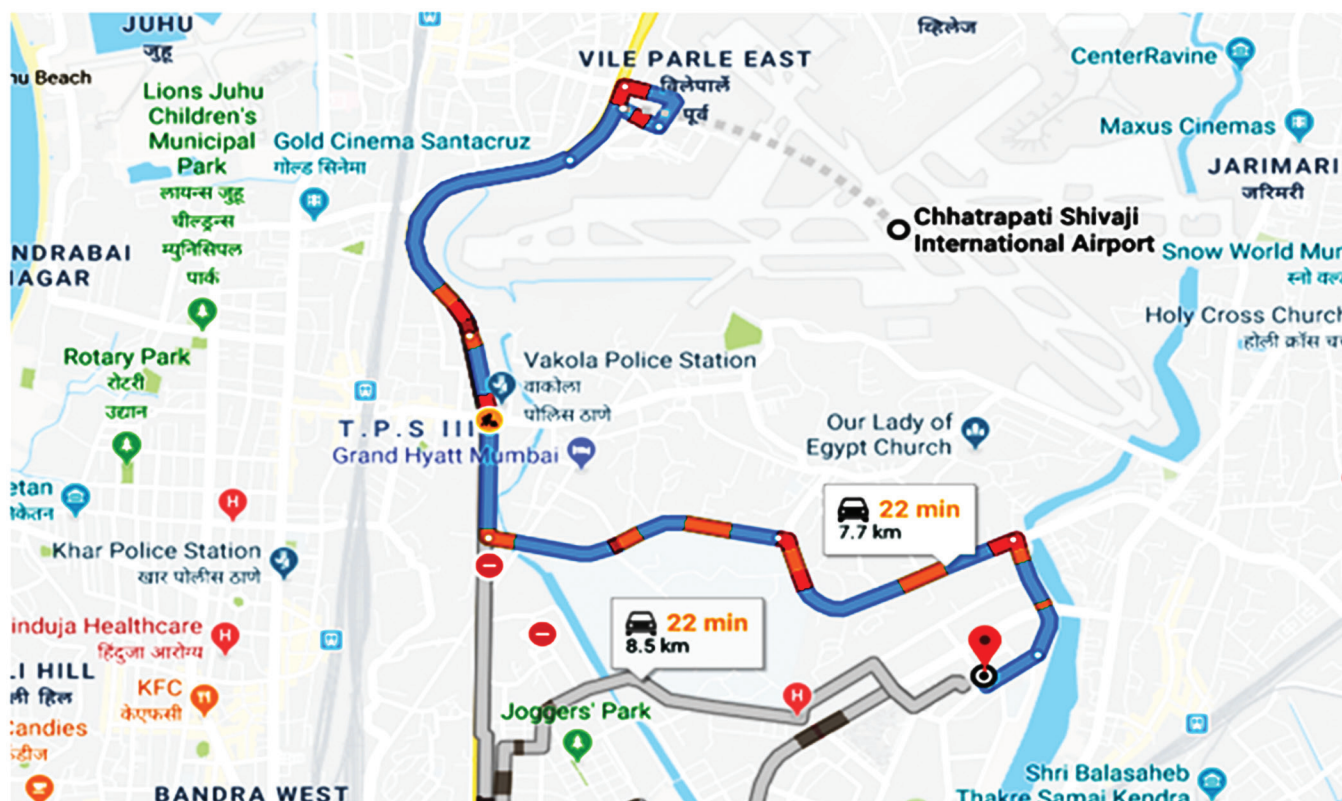 JUHU
जुहू
hu Beach
Lions Juhu
Children's
Municipal
Park
लायन्स जुहू
चील्ड्रन्स
म्युनिसिपल
पार्क
Gold Cinema Santacruz
गोल्ड सिनेमा
VILE PARLE EAST
विलेपार्ले
पूर्व
व्हिलेज
CenterRavine
Maxus Cinemas
JARIMARI
जरिमरी
Chhatrapati Shivaji
International Airport
Snow World Mum
स्नो वर्ल्
Holy Cross Church
होली क्रॉस च
NDRABAI
NAGAR
Rotary Park
रोटरी
उद्यान
Vakola Police Station
वाकोला
पोलिस ठाणे
T.P.S III
Grand Hyatt Mumbai
Our Lady of
Egypt Church
etan
केतन
H
Khar Police Station
खार पोलीस ठाणे
22 min
7.7 km
22 min
8.5 km
induja Healthcare
हिंदुजा आरोग्य
H
H
LI HILL
ली हिल
KFC
केएफसी
Candies
कँडीज
Joggers' Park
BANDRA WEST
Shri Balasaheb
Thakre Samaj Kendra